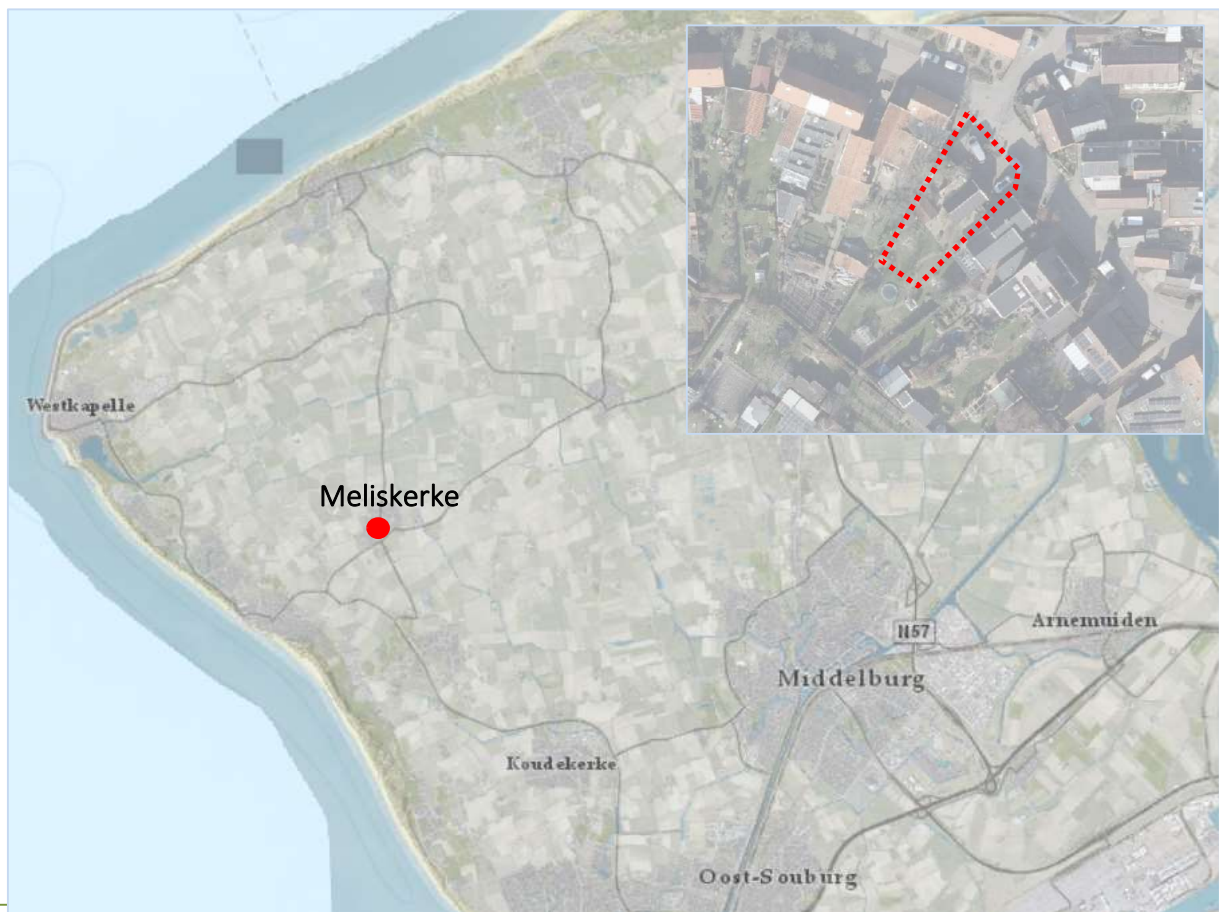 Westkapelle
Meliskerke
N57
Arnemuiden
Middelburg
Koudekerke
Oost-Souburg